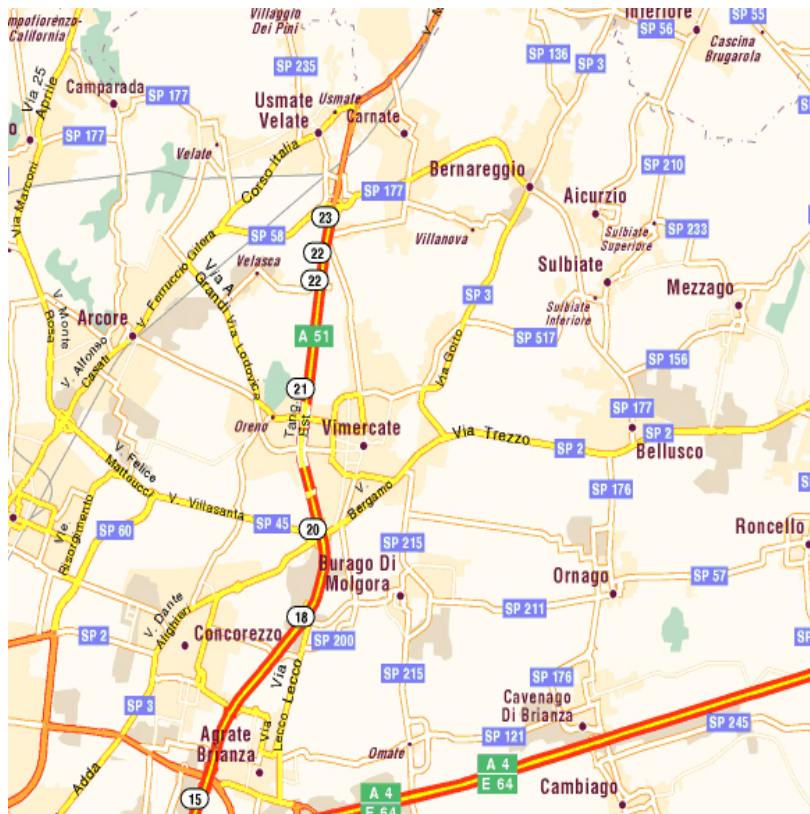 Villaggio
Dei Pini
Inferiore
SP 56
SP 55
Cascina
Brugarola
mpofiorenzo-
California
SP 235
SP 136
SP 3
Via 25
Aprile
Camparada
SP 177
Usmate
Usmate
Velate
Carnate
SP 177
Velate
Corso Italia
SP 177
Bernareggio
SP 210
Aicurzio
Via Marconi
SP 58
23
22
22
Villanova
Sulbiate
Superiore
SP 233
Velasca
Via A.
Grandi
Via Lodovica
V. Ferruccio Gilera
Sulbiate
Mezzago
Sulbiate
Inferiore
SP 3
V. Monte
Rosa
Arcore
A 51
SP 517
SP 156
V. Alfonso
Casati
Via Gorto
21
Tang.
Est
Oreno
Vimercate
SP 177
Via Trezzo
SP 2
SP 2
Bellusco
V. Felice
Matteucci
V. Villasanta
V.
Bergamo
SP 176
Vle.
Risorgimento
SP 60
SP 45
20
SP 215
Roncello
Burago Di
Molgora
Ornago
SP 57
SP 211
V. Dante
Alighieri
18
SP 2
Concorezzo
SP 200
Via
Lecco
SP 215
SP 176
SP 3
Cavenago
Di Brianza
Agrate
Brianza
Via
Lecco
SP 121
SP 245
Omate
Adda
A 4
E 64
Cambiago
15
A 4
E 64